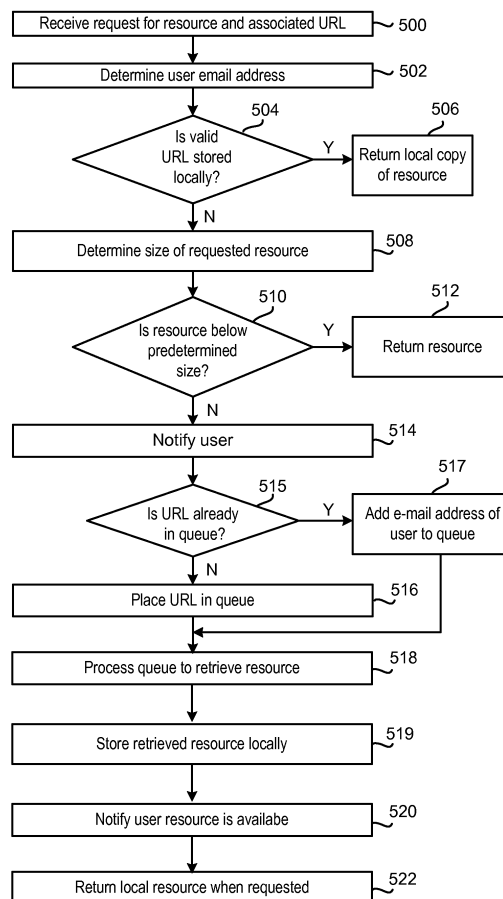 Receive request for resource and associated URL
500
Determine user email address
502
504
Is valid
URL stored
locally?
Y
506
Return local copy
of resource
N
Determine size of requested resource
508
510
Is resource below
predetermined
size?
Y
512
Return resource
N
Notify user
514
515
Is URL already
in queue?
Y
517
Add e-mail address of
user to queue
N
Place URL in queue
516
Process queue to retrieve resource
518
Store retrieved resource locally
519
Notify user resource is availabe
520
Return local resource when requested
522